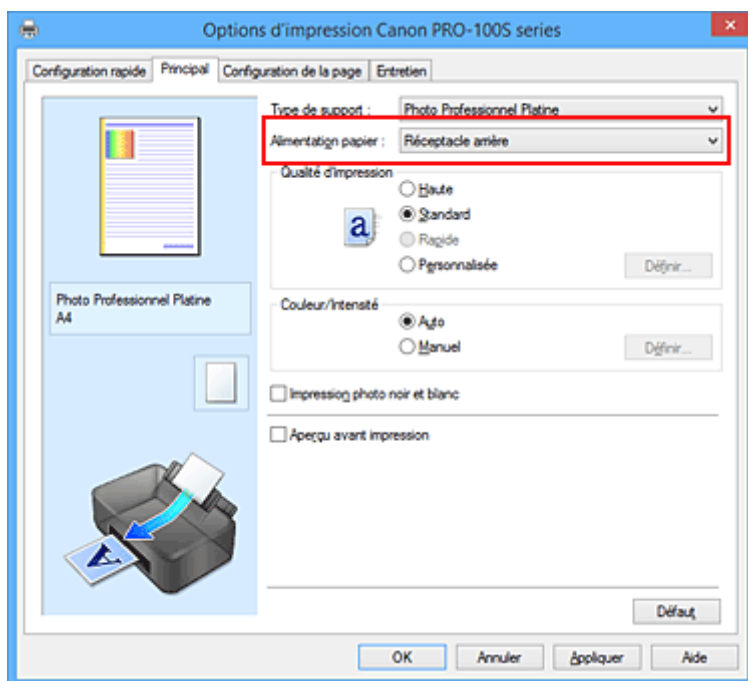 Options d'impression Canon PRO-100S series
Configuration rapide Principal Configuration de la page Entretien
Type de support : Photo Professionnel Platine
Alimentation papier : Réceptacle arrière
Qualité d'impression
Haute
Standard
Rapide
Personnalisée Définir...
Photo Professionnel Platine
A4
Couleur/Intensité
Auto
Manuel Définir...
Impression photo noir et blanc
Aperçu avant impression
Défaut
OK Annuler Appliquer Aide